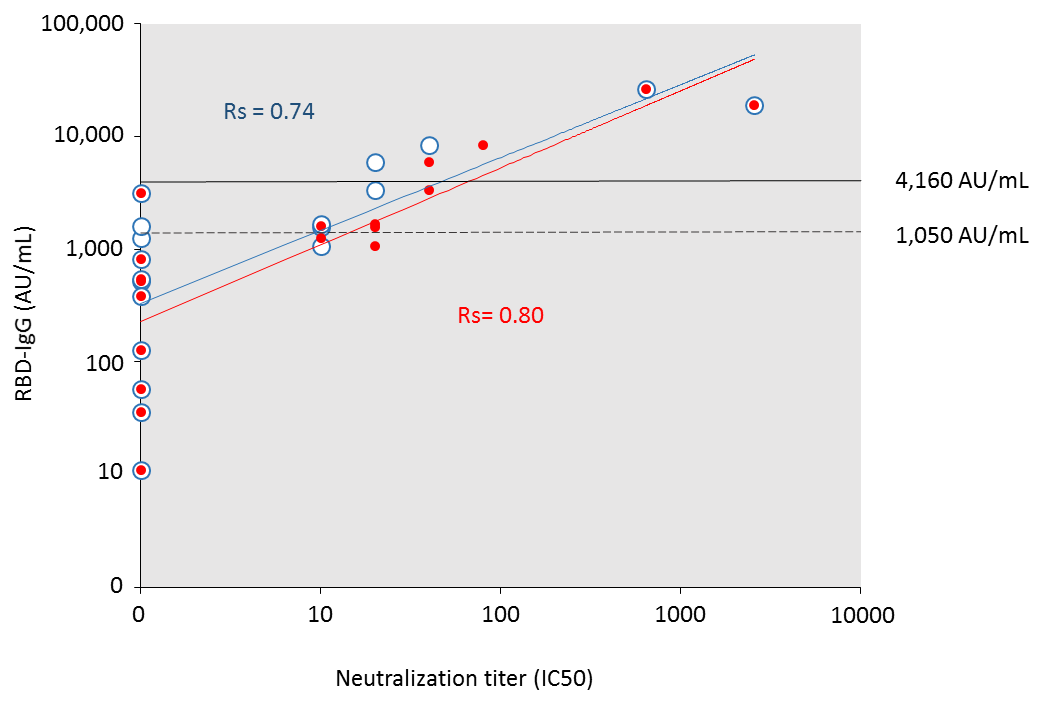 100,000
10,000
1,000
100
10
0
RBD-IgG (AU/mL)
Rs = 0.74
Rs= 0.80
4,160 AU/mL
1,050 AU/mL
0 10 100 1000 10000
Neutralization titer (IC50)